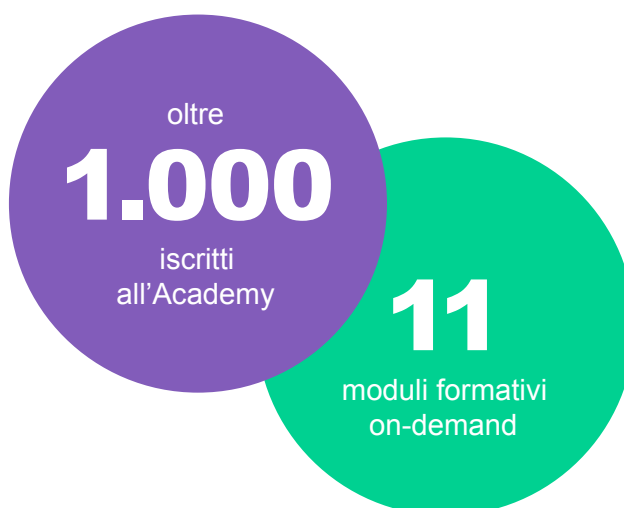 oltre
1.000
iscritti
all’Academy
11
moduli formativi
on-demand